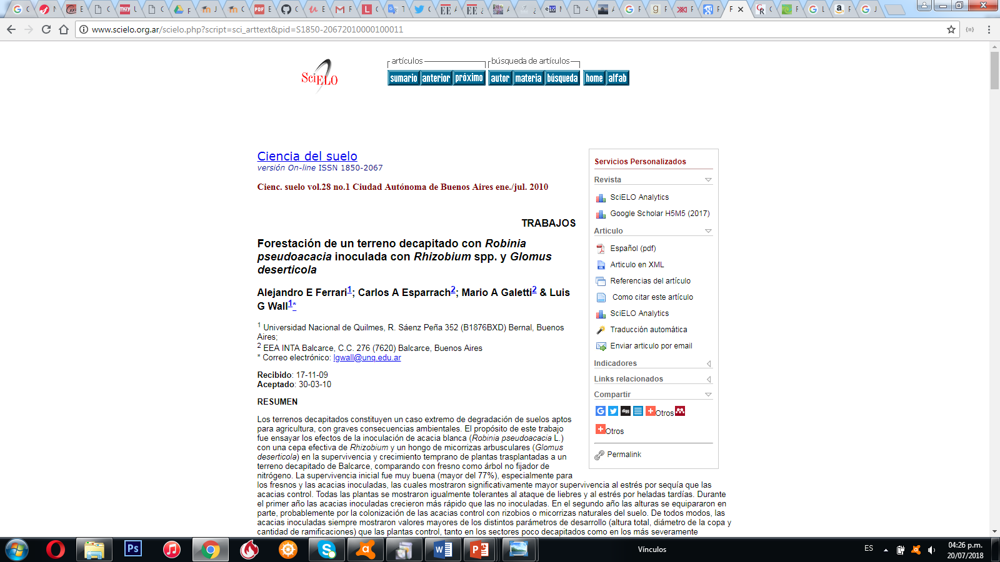 www.scielo.org.ar/scielo.php?script=sci_arttext&pid=S1850-20672010000100011
SciELO
artículos
búsqueda de artículos
sumario anterior próximo autor materia búsqueda home alfab
Ciencia del suelo
versión On-line ISSN 1850-2067
Cienc. suelo vol.28 no.1 Ciudad Autónoma de Buenos Aires ene./jul. 2010
TRABAJOS
Forestación de un terreno decapitado con Robinia
pseudoacacia inoculada con Rhizobium spp. y Glomus
deserticola
Alejandro E Ferrari1; Carlos A Esparrach2; Mario A Galetti2 & Luis
G Wall1*
1 Universidad Nacional de Quilmes, R. Sáenz Peña 352 (B1876BXD) Bernal, Buenos
Aires;
2 EEA INTA Balcarce, C.C. 276 (7620) Balcarce, Buenos Aires
* Correo electrónico: lgwall@unq.edu.ar
Recibido: 17-11-09
Aceptado: 30-03-10
RESUMEN
Los terrenos decapitados constituyen un caso extremo de degradación de suelos aptos
para agricultura, con graves consecuencias ambientales. El propósito de este trabajo
fue ensayar los efectos de la inoculación de acacia blanca (Robinia pseudoacacia L.)
con una cepa efectiva de Rhizobium y un hongo de micorrizas arbusculares (Glomus
deserticola) en la supervivencia y crecimiento temprano de plantas trasplantadas a un
terreno decapitado de Balcarce, comparando con fresno como árbol no fijador de
nitrógeno. La supervivencia inicial fue muy buena (mayor del 77%), especialmente para
los fresnos y las acacias inoculadas, las cuales mostraron significativamente mayor supervivencia al estrés por sequía que las
acacias control. Todas las plantas se mostraron igualmente tolerantes al ataque de liebres y al estrés por heladas tardías. Durante
el primer año las acacias inoculadas crecieron más rápido que las no inoculadas. En el segundo año las alturas se equipararon en
parte, probablemente por la colonización de las acacias control con rizobios o micorrizas naturales del suelo. De todos modos, las
acacias inoculadas siempre mostraron valores mayores de los distintos parámetros de desarrollo (altura total, diámetro de la copa y
cantidad de ramificaciones) que las plantas control, tanto en los sectores poco decapitados como en los más severamente
Servicios Personalizados
Revista
SciELO Analytics
Google Scholar H5M5 (2017)
Articulo
Español (pdf)
Articulo en XML
Referencias del artículo
Como citar este artículo
SciELO Analytics
Traducción automática
Enviar articulo por email
Indicadores
Links relacionados
Compartir
Otros
Otros
Permalink
Vínculos
ES
04:26 p.m.
20/07/2018